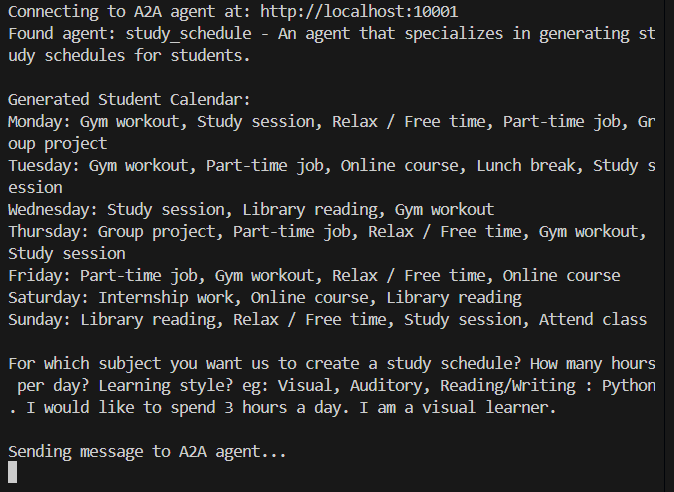 Connecting to A2A agent at: http://localhost:10001
Found agent: study_schedule - An agent that specializes in generating st
udy schedules for students.

Generated Student Calendar:
Monday: Gym workout, Study session, Relax / Free time, Part-time job, Gr
oup project
Tuesday: Gym workout, Part-time job, Online course, Lunch break, Study s
ession
Wednesday: Study session, Library reading, Gym workout
Thursday: Group project, Part-time job, Relax / Free time, Gym workout,
Study session
Friday: Part-time job, Gym workout, Relax / Free time, Online course
Saturday: Internship work, Online course, Library reading
Sunday: Library reading, Relax / Free time, Study session, Attend class

For which subject you want us to create a study schedule? How many hours
 per day? Learning style? eg: Visual, Auditory, Reading/Writing : Python
. I would like to spend 3 hours a day. I am a visual learner.

Sending message to A2A agent...